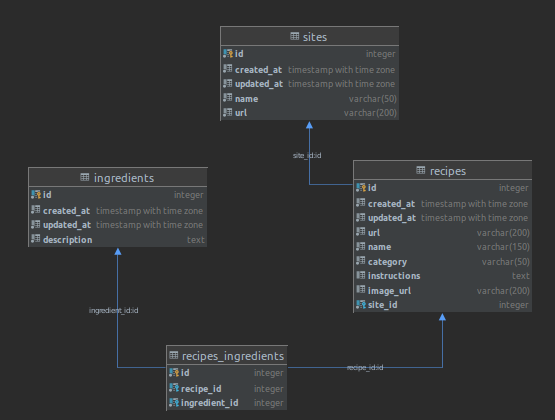 sites
id integer
created_at timestamp with time zone
updated_at timestamp with time zone
name varchar(50)
url varchar(200)
site_id:id
recipes
id integer
created_at timestamp with time zone
updated_at timestamp with time zone
url varchar(200)
name varchar(150)
category varchar(50)
instructions text
image_url varchar(200)
site_id integer
ingredients
id integer
created_at timestamp with time zone
updated_at timestamp with time zone
description text
ingredient_id:id
recipes_ingredients
id integer
recipe_id integer
ingredient_id integer
recipe_id:id